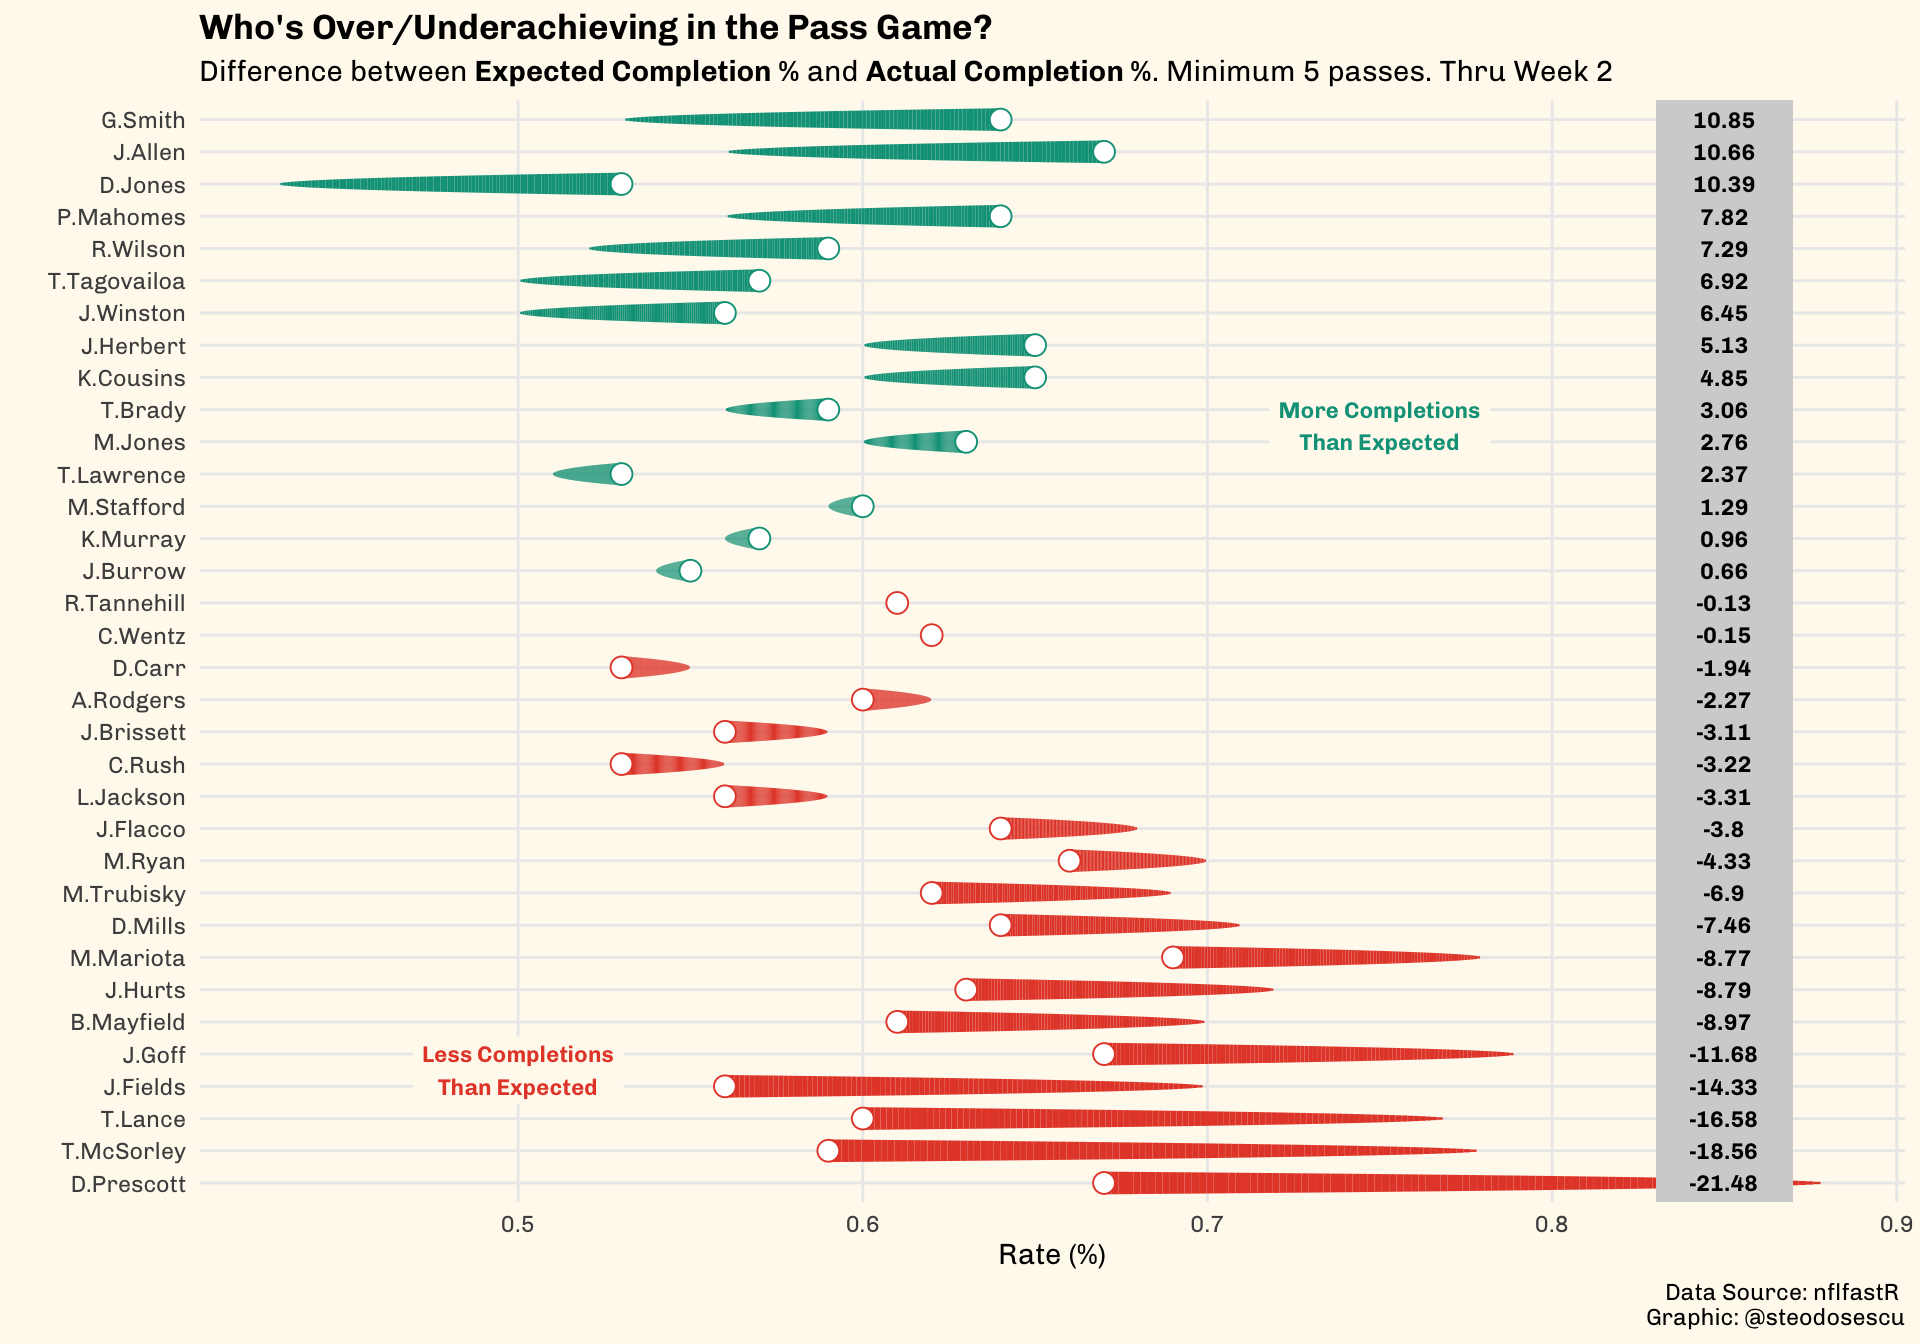 Who's Over/Underachieving in the Pass Game?
Difference between Expected Completion % and Actual Completion %. Minimum 5 passes. Thru Week 2
G.Smith 10.85
J.Allen 10.66
D.Jones 10.39
P.Mahomes 7.82
R.Wilson 7.29
T.Tagovailoa 6.92
J.Winston 6.45
J.Herbert 5.13
K.Cousins 4.85
T.Brady More Completions 3.06
M.Jones Than Expected 2.76
T.Lawrence 2.37
M.Stafford 1.29
K.Murray 0.96
J.Burrow 0.66
R.Tannehill -0.13
C.Wentz -0.15
D.Carr -1.94
A.Rodgers -2.27
J.Brissett -3.11
C.Rush -3.22
L.Jackson -3.31
J.Flacco -3.8
M.Ryan -4.33
M.Trubisky -6.9
D.Mills -7.46
M.Mariota -8.77
J.Hurts -8.79
B.Mayfield -8.97
J.Goff Less Completions -11.68
J.Fields Than Expected -14.33
T.Lance -16.58
T.McSorley -18.56
D.Prescott -21.48
0.5 0.6 0.7 0.8 0.9
Rate (%)
Data Source: nflfastR
Graphic: @steodosescu